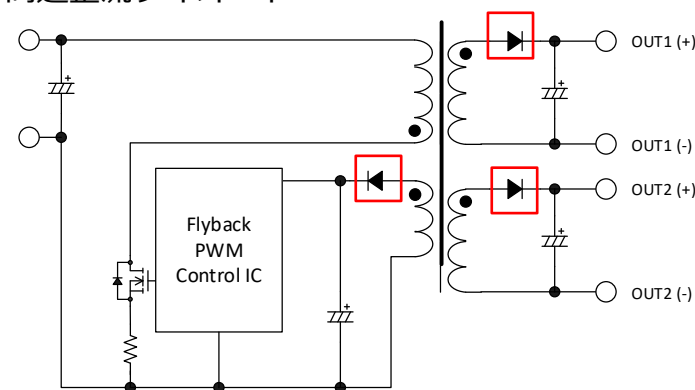 OUT1 (+)
OUT1 (-)
OUT2 (+)
OUT2 (-)
Flyback
PWM
Control IC
+
+
+
+